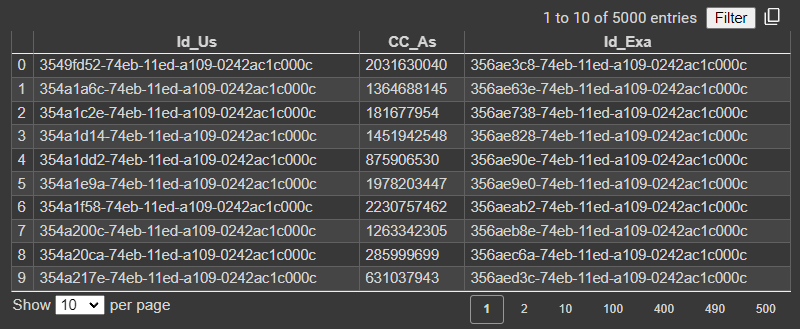 1 to 10 of 5000 entries Filter
Id_Us CC_As Id_Exa
0 3549fd52-74eb-11ed-a109-0242ac1c000c 2031630040 356ae3c8-74eb-11ed-a109-0242ac1c000c
1 354a1a6c-74eb-11ed-a109-0242ac1c000c 1364688145 356ae63e-74eb-11ed-a109-0242ac1c000c
2 354a1c2e-74eb-11ed-a109-0242ac1c000c 181677954 356ae738-74eb-11ed-a109-0242ac1c000c
3 354a1d14-74eb-11ed-a109-0242ac1c000c 1451942548 356ae828-74eb-11ed-a109-0242ac1c000c
4 354a1dd2-74eb-11ed-a109-0242ac1c000c 875906530 356ae90e-74eb-11ed-a109-0242ac1c000c
5 354a1e9a-74eb-11ed-a109-0242ac1c000c 1978203447 356ae9e0-74eb-11ed-a109-0242ac1c000c
6 354a1f58-74eb-11ed-a109-0242ac1c000c 2230757462 356aeab2-74eb-11ed-a109-0242ac1c000c
7 354a200c-74eb-11ed-a109-0242ac1c000c 1263342305 356aeb8e-74eb-11ed-a109-0242ac1c000c
8 354a20ca-74eb-11ed-a109-0242ac1c000c 285999699 356aec6a-74eb-11ed-a109-0242ac1c000c
9 354a217e-74eb-11ed-a109-0242ac1c000c 631037943 356aed3c-74eb-11ed-a109-0242ac1c000c
Show 10 per page 1 2 10 100 400 490 500